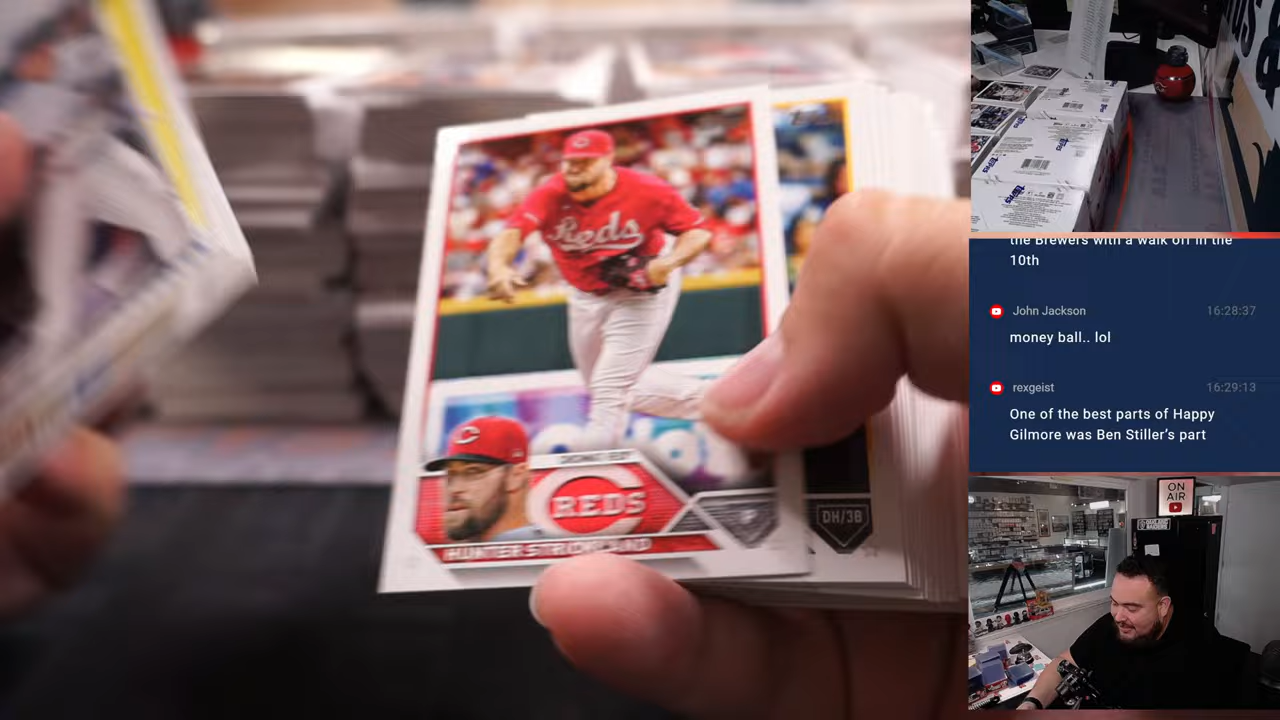 Reds
C
C
REDS
HUNTER STRICKLAND
DH/3B
the Brewers with a walk off in the
10th
John Jackson
16:28:37
money ball.. lol
rexgeist
16:29:13
One of the best parts of Happy
Gilmore was Ben Stiller's part
ON
AIR